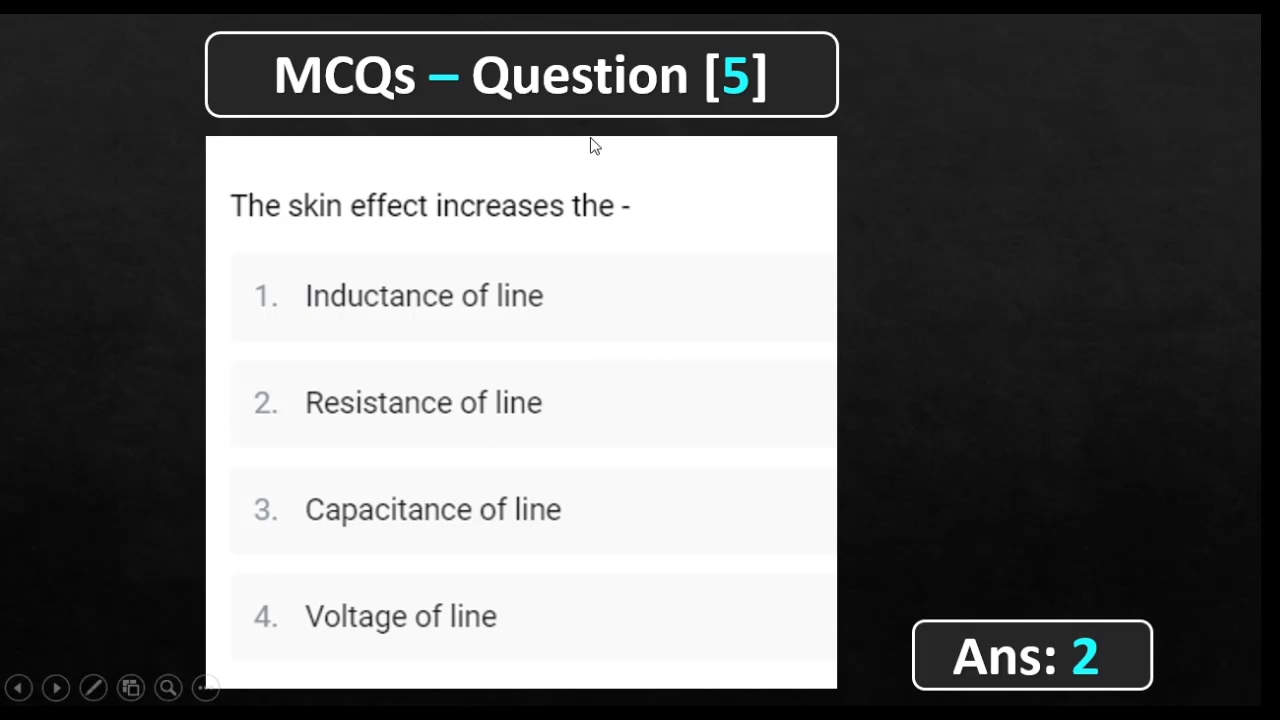 MCQs – Question [5]
The skin effect increases the -
1. Inductance of line
2. Resistance of line
3. Capacitance of line
4. Voltage of line
Ans: 2